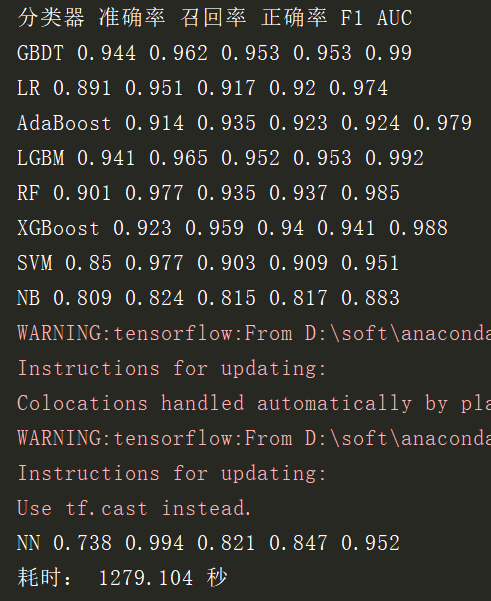 分类器 准确率 召回率 正确率 F1 AUC
GBDT 0.944 0.962 0.953 0.953 0.99
LR 0.891 0.951 0.917 0.92 0.974
AdaBoost 0.914 0.935 0.923 0.924 0.979
LGBM 0.941 0.965 0.952 0.953 0.992
RF 0.901 0.977 0.935 0.937 0.985
XGBoost 0.923 0.959 0.94 0.941 0.988
SVM 0.85 0.977 0.903 0.909 0.951
NB 0.809 0.824 0.815 0.817 0.883
WARNING:tensorflow:From D:\soft\anaconda
Instructions for updating:
Colocations handled automatically by pla
WARNING:tensorflow:From D:\soft\anaconda
Instructions for updating:
Use tf.cast instead.
NN 0.738 0.994 0.821 0.847 0.952
耗时： 1279.104 秒